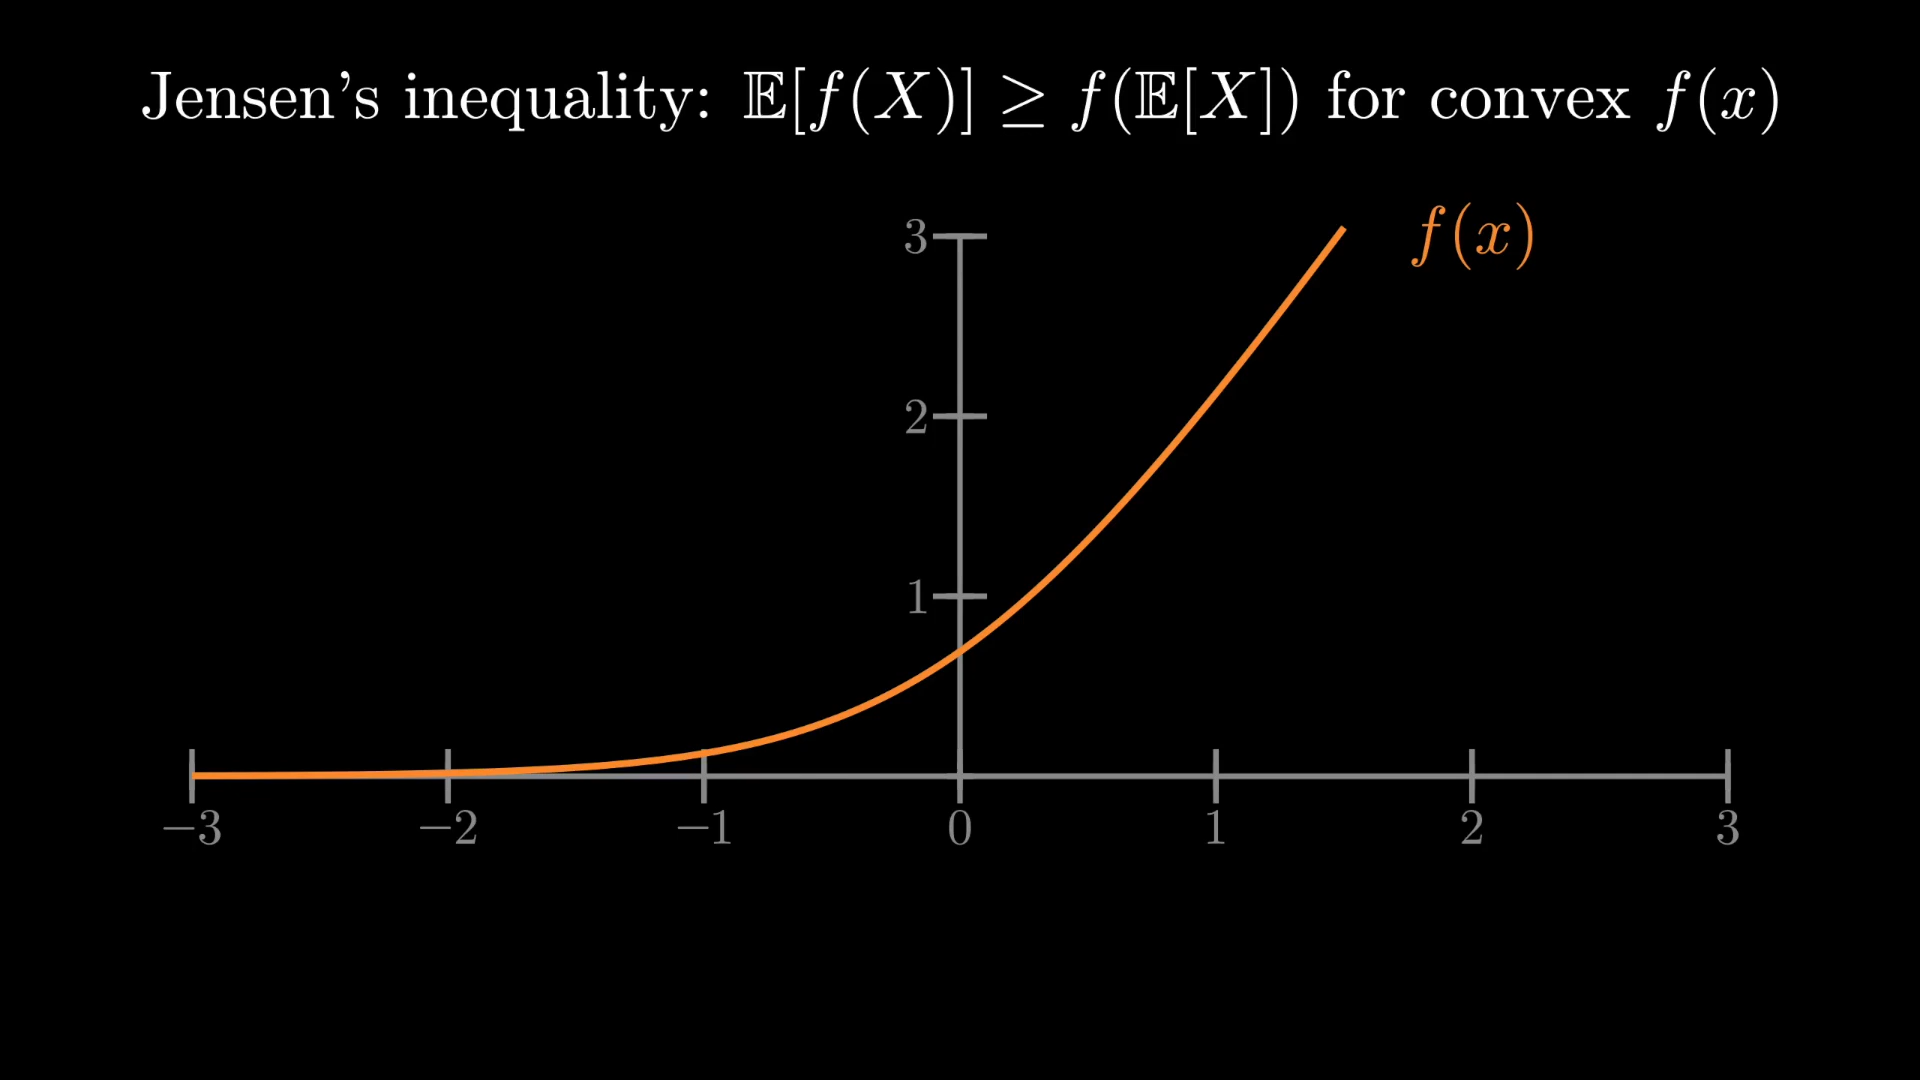 Jensen's inequality: 𝔼[f(X)] ≥ f(𝔼[X]) for convex f(x)
f(x)
3
2
1
−3 −2 −1 0 1 2 3